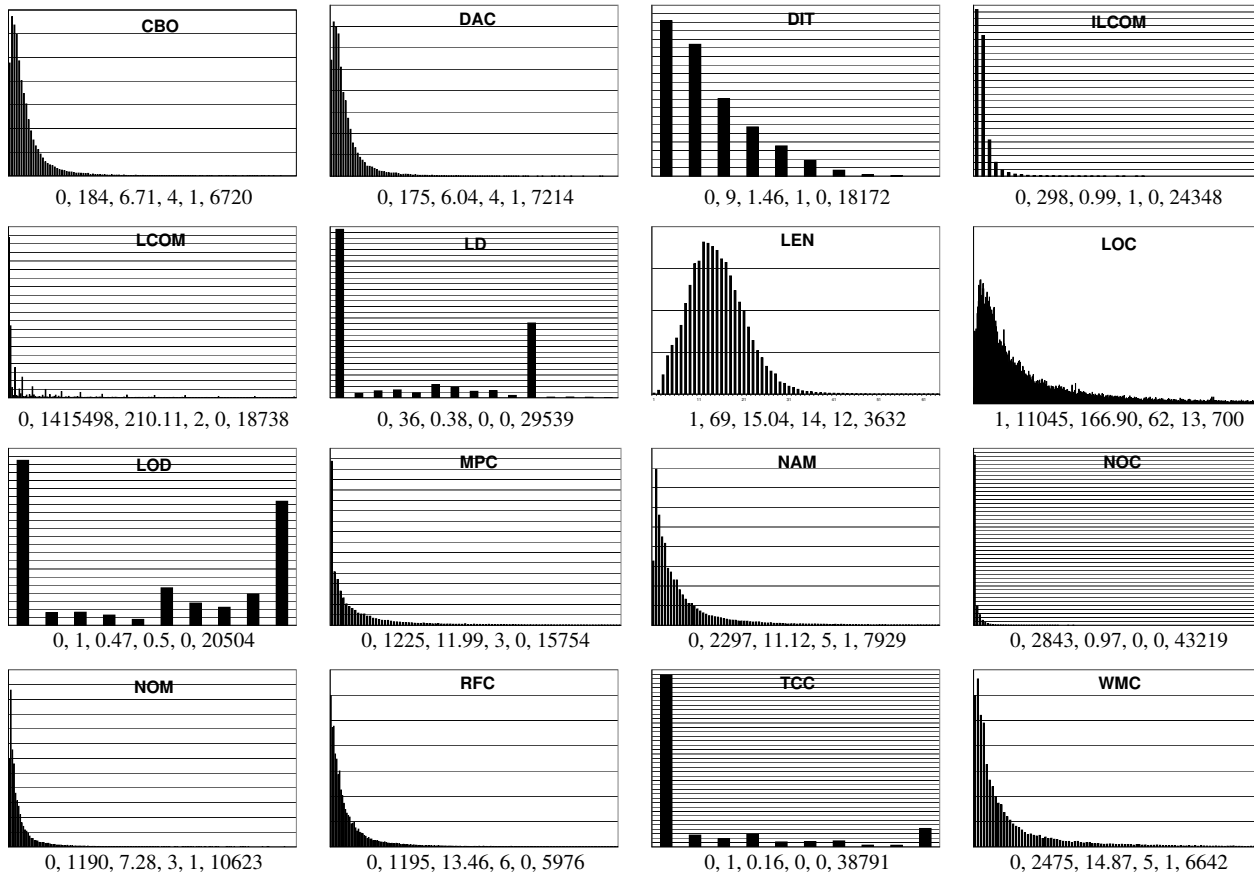 CBO
DAC
DIT
ILCOM
0, 184, 6.71, 4, 1, 6720
0, 175, 6.04, 4, 1, 7214
0, 9, 1.46, 1, 0, 18172
0, 298, 0.99, 1, 0, 24348
LCOM
LD
LEN
LOC
0, 1415498, 210.11, 2, 0, 18738
0, 36, 0.38, 0, 0, 29539
1, 69, 15.04, 14, 12, 3632
1, 11045, 166.90, 62, 13, 700
LOD
MPC
NAM
NOC
0, 1, 0.47, 0.5, 0, 20504
0, 1225, 11.99, 3, 0, 15754
0, 2297, 11.12, 5, 1, 7929
0, 2843, 0.97, 0, 0, 43219
NOM
RFC
TCC
WMC
0, 1190, 7.28, 3, 1, 10623
0, 1195, 13.46, 6, 0, 5976
0, 1, 0.16, 0, 0, 38791
0, 2475, 14.87, 5, 1, 6642